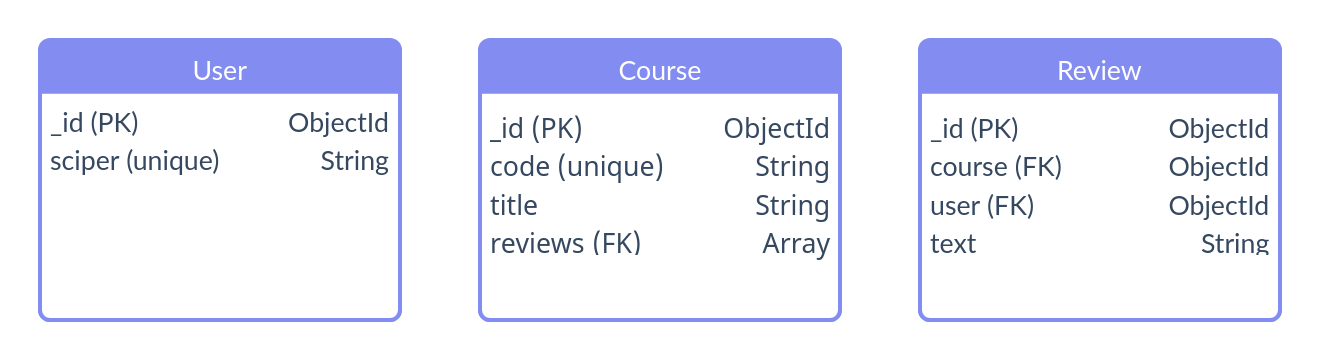 User
_id (PK) ObjectId
sciper (unique) String
Course
_id (PK) ObjectId
code (unique) String
title String
reviews (FK) Array
Review
_id (PK) ObjectId
course (FK) ObjectId
user (FK) ObjectId
text String